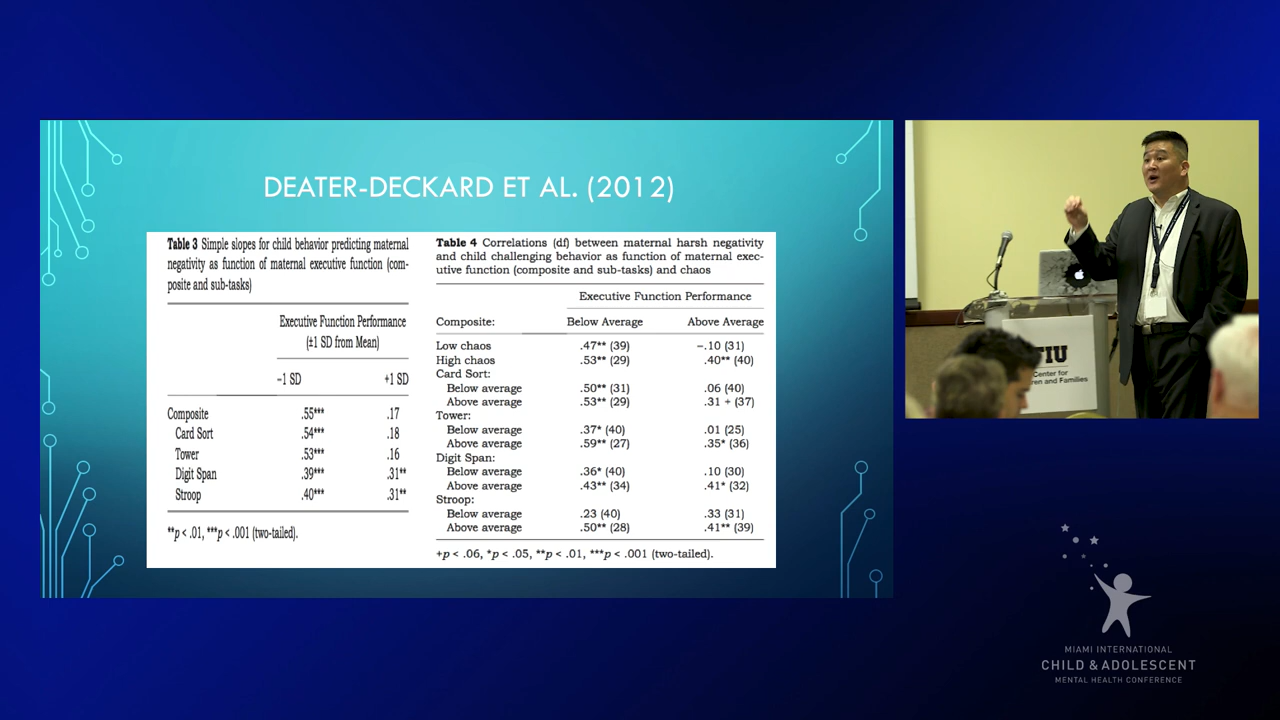 DEATER-DECKARD ET AL. (2012)
Table 3 Simple slopes for child behavior predicting maternal
negativity as function of maternal executive function (com-
posite and sub-tasks)
Executive Function Performance
(±1 SD from Mean)
−1 SD +1 SD
Composite .55*** .17
Card Sort .54*** .18
Tower .53*** .16
Digit Span .39*** .31**
Stroop .40*** .31**
**p < .01, ***p < .001 (two-tailed).
Table 4 Correlations (df) between maternal harsh negativity
and child challenging behavior as function of maternal exec-
utive function (composite and sub-tasks) and chaos
Executive Function Performance
Composite: Below Average Above Average
Low chaos .47** (39) −.10 (31)
High chaos .53** (29) .40** (40)
Card Sort:
Below average .50** (31) .06 (40)
Above average .53** (29) .31 + (37)
Tower:
Below average .37* (40) .01 (25)
Above average .59** (27) .35* (36)
Digit Span:
Below average .36* (40) .10 (30)
Above average .43** (34) .41* (32)
Stroop:
Below average .23 (40) .33 (31)
Above average .50** (28) .41** (39)
+p < .06, *p < .05, **p < .01, ***p < .001 (two-tailed).
Center for
and Families
MIAMI INTERNATIONAL
CHILD & ADOLESCENT
MENTAL HEALTH CONFERENCE